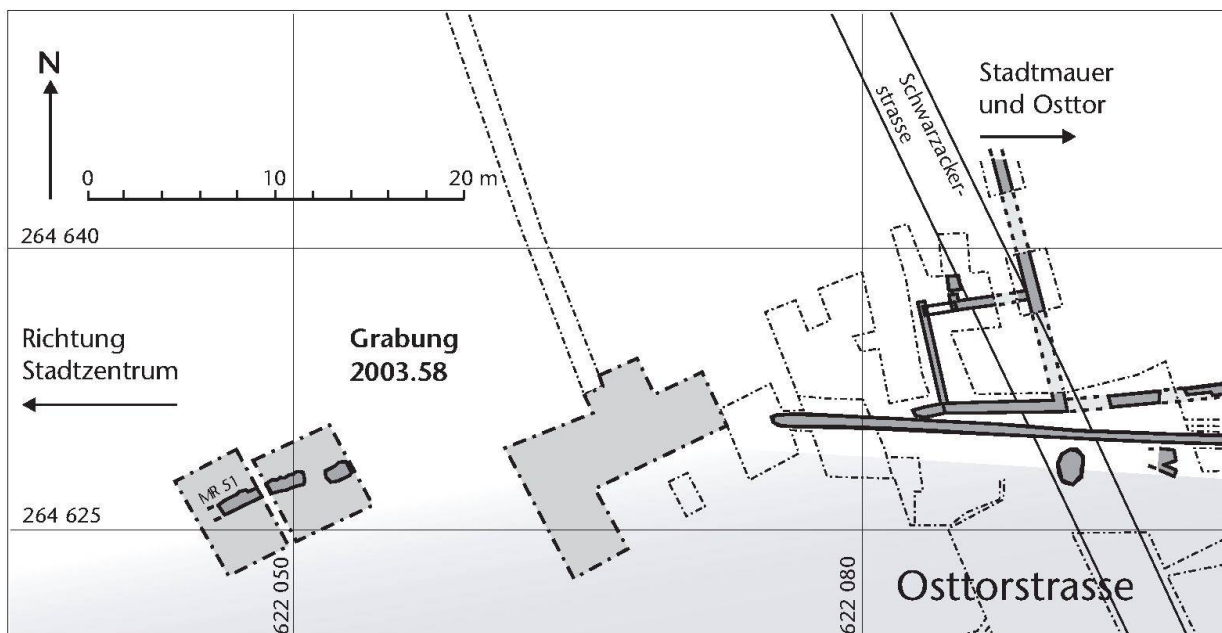 N
0 10 20 m
264 640
Richtung
Stadtzentrum
Grabung
2003.58
Schwarzacker-
strasse
Stadtmauer
und Osttor
MR 51
264 625
622 050
622 080
Osttorstrasse